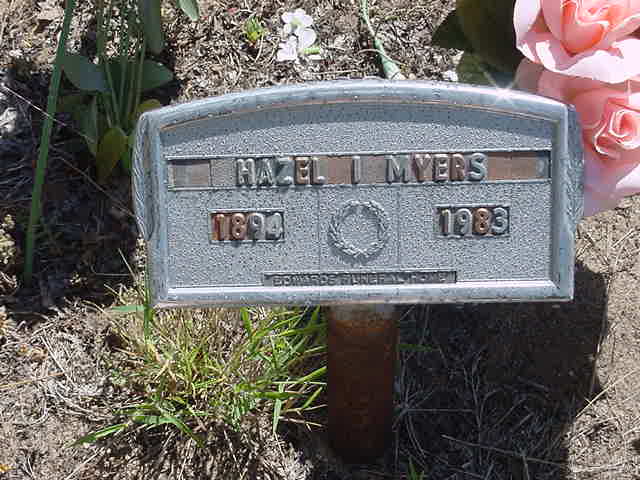 HAZEL I MYERS
1894 1983
EDWARDS FUNERAL HOME